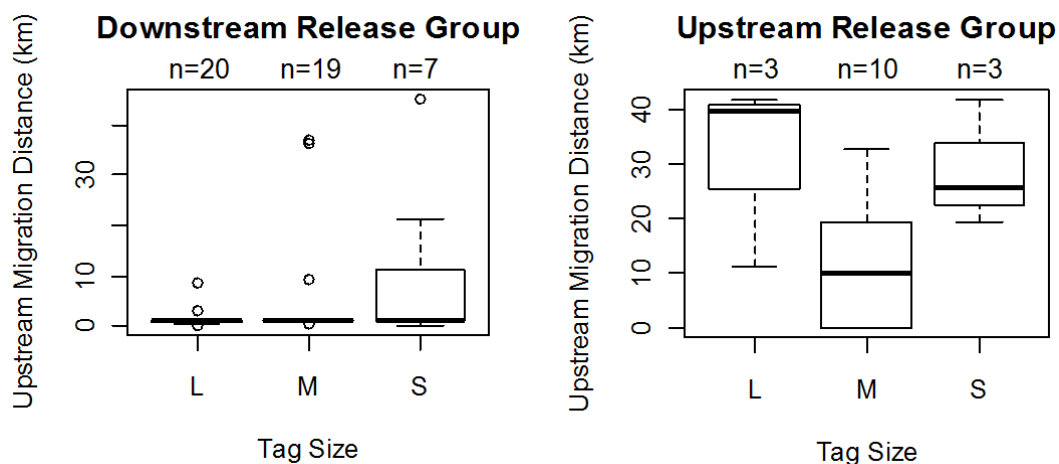 Downstream Release Group
n=20 n=19 n=7
Upstream Migration Distance (km)
30
10
0
L M S
Tag Size
Upstream Release Group
n=3 n=10 n=3
Upstream Migration Distance (km)
40
30
20
10
0
L M S
Tag Size